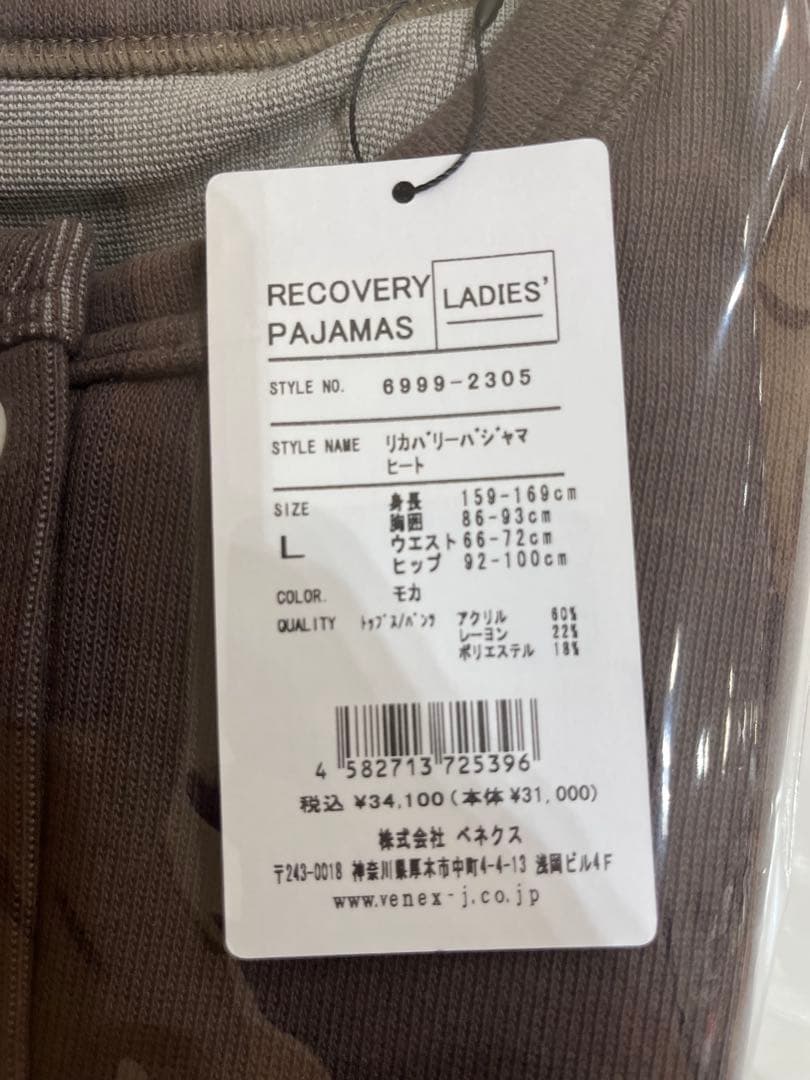 RECOVERY PAJAMAS LADIES'
STYLE NO. 6999-2305
STYLE NAME リカバリーパジャマ
ヒート
SIZE 身長 159-169cm
胸囲 86-93cm
L ウエスト 66-72cm
ヒップ 92-100cm
COLOR. モカ
QUALITY トップス/パンツ アクリル 60%
レーヨン 22%
ポリエステル 18%
4 582713 725396
税込 ¥34,100(本体 ¥31,000)
株式会社 ベネクス
〒243-0018 神奈川県厚木市中町4-4-13 浅岡ビル4F
www.venex-j.co.jp